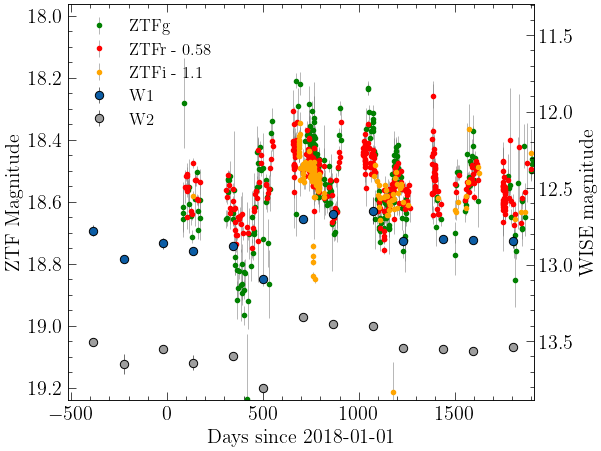 ZTFg
ZTFr - 0.58
ZTFi - 1.1
W1
W2
ZTF Magnitude
18.0
18.2
18.4
18.6
18.8
19.0
19.2
WISE magnitude
11.5
12.0
12.5
13.0
13.5
−500
0
500
1000
1500
Days since 2018-01-01